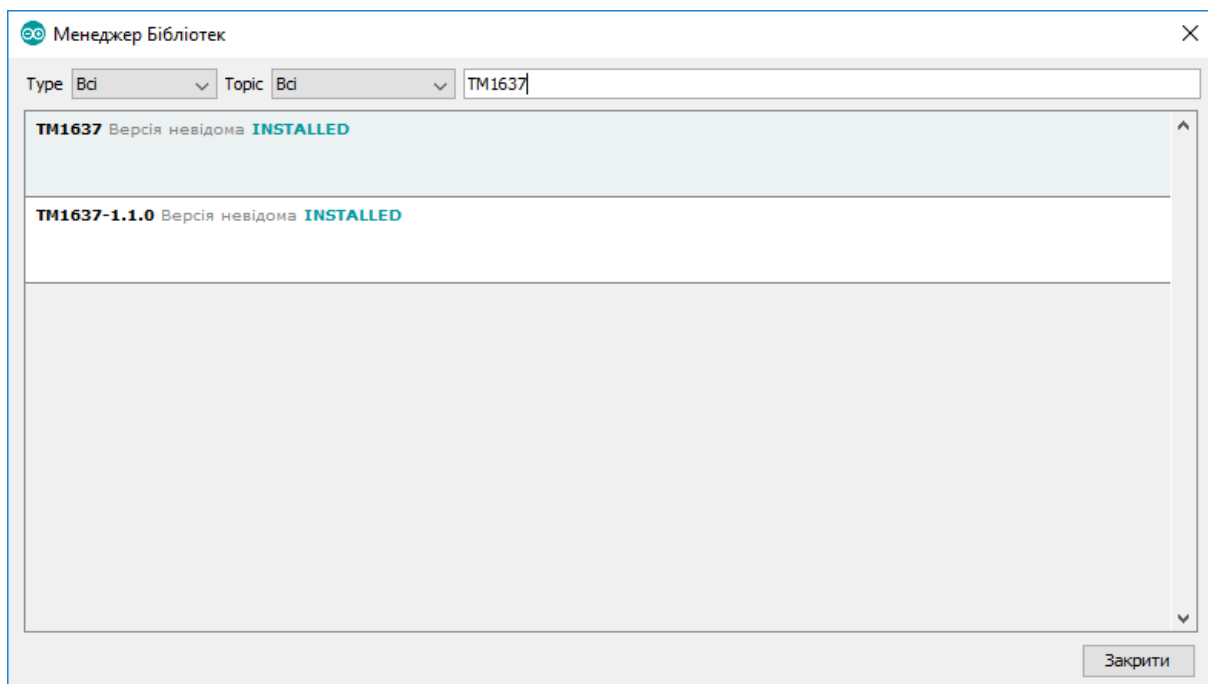 Менеджер Бібліотек
Type Всі Topic Всі TM1637
TM1637 Версія невідома INSTALLED
TM1637-1.1.0 Версія невідома INSTALLED
Закрити